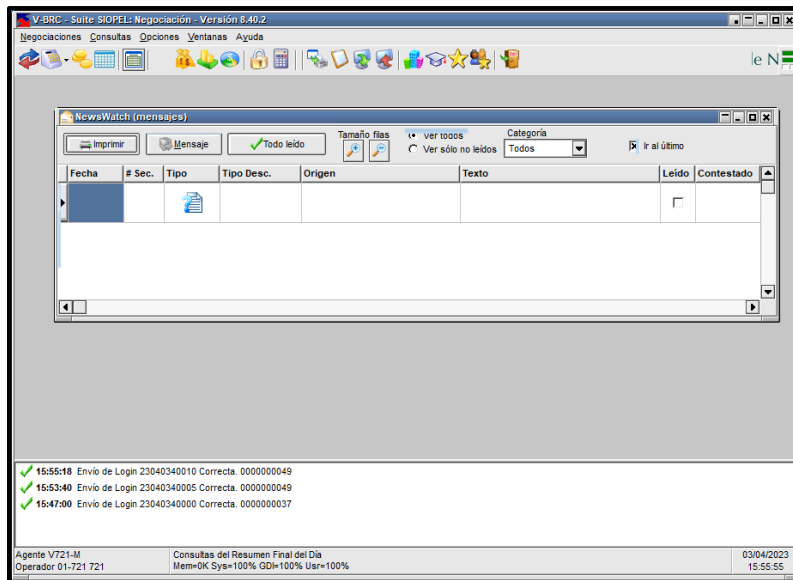 V-BRC - Suite SIOPEL: Negociación - Versión 6.40.2
Negociaciones Consultas Opciones Ventanas Ayuda
le N
NewsWatch (mensajes)
Imprimir Mensaje Todo leído Tamaño filas Ver todos Ver sólo no leídos Categoría Todos Ir al último
Fecha # Sec. Tipo Tipo Desc. Origen Texto Leido Contestado
15:55:18 Envío de Login 23040340010 Correcta. 0000000049
15:53:40 Envío de Login 23040340005 Correcta. 0000000049
15:47:00 Envío de Login 23040340000 Correcta. 0000000037
Agente V721-M Consultas del Resumen Final del Día 03/04/2023
Operador 01-721 721 Mem=0K Sys=100% GDI=100% Usr=100% 15:55:55